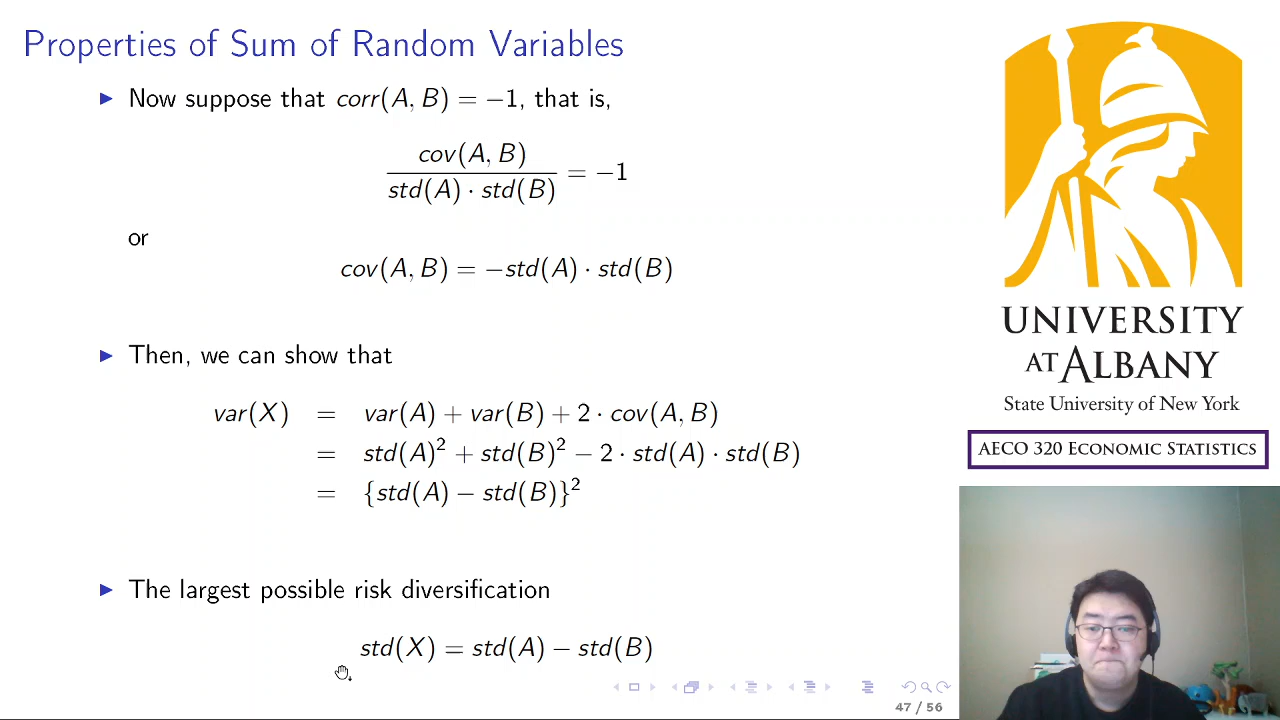 Properties of Sum of Random Variables
▶ Now suppose that corr(A, B) = −1, that is,
cov(A, B)
std(A) · std(B)
= −1
or
cov(A, B) = −std(A) · std(B)
▶ Then, we can show that
var(X) = var(A) + var(B) + 2 · cov(A, B)
= std(A)² + std(B)² − 2 · std(A) · std(B)
= {std(A) − std(B)}²
▶ The largest possible risk diversification
std(X) = std(A) − std(B)
47 / 56
UNIVERSITY
AT ALBANY
State University of New York
AECO 320 ECONOMIC STATISTICS